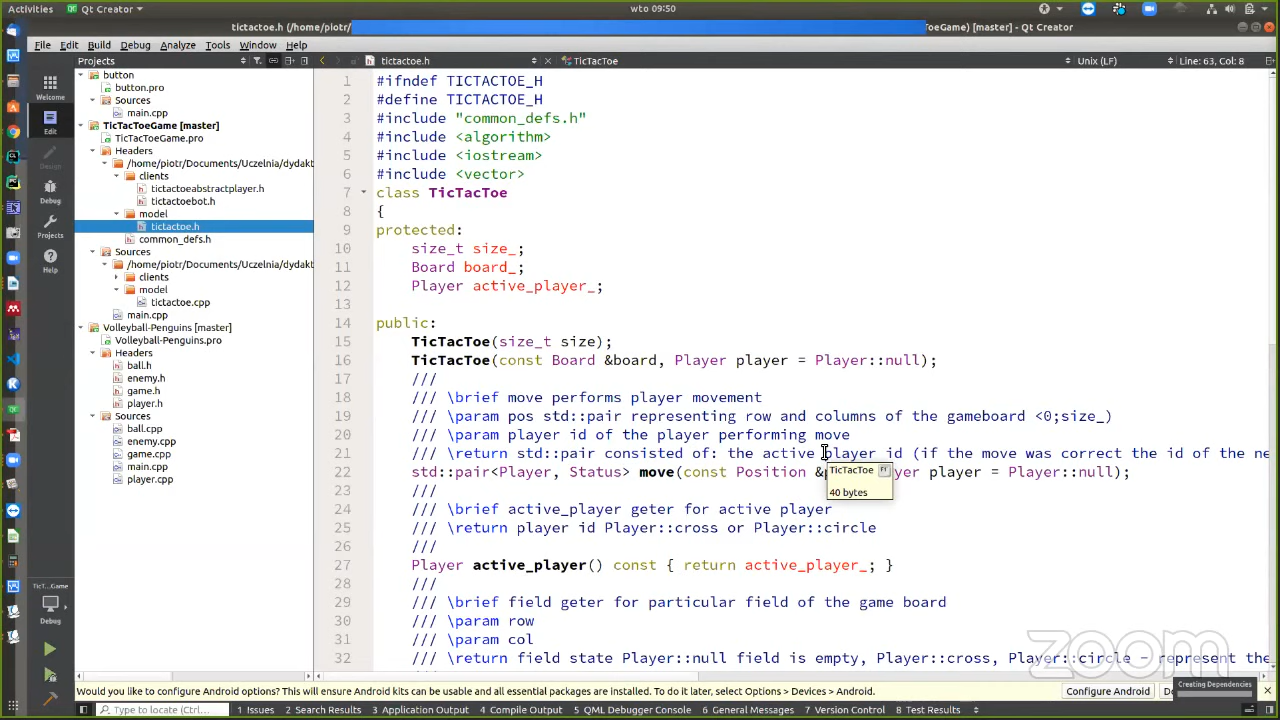 Activities
Qt Creator
wto 09:50
tictactoe.h (/home/piotr/
ToeGame) [master] - Qt Creator
File Edit Build Debug Analyze Tools Window Help
Projects
tictactoe.h
TicTacToe
Unix (LF)
Line: 63, Col: 8
Welcome
Edit
Design
Debug
Projects
Help
TicT...Game
Debug
button
button.pro
Sources
main.cpp
TicTacToeGame [master]
TicTacToeGame.pro
Headers
/home/piotr/Documents/Uczelnia/dydakt
clients
tictactoeabstractplayer.h
tictactoebot.h
model
tictactoe.h
common_defs.h
Sources
/home/piotr/Documents/Uczelnia/dydakt
clients
model
tictactoe.cpp
main.cpp
Volleyball-Penguins [master]
Volleyball-Penguins.pro
Headers
ball.h
enemy.h
game.h
player.h
Sources
ball.cpp
enemy.cpp
game.cpp
main.cpp
player.cpp
1 #ifndef TICTACTOE_H
2 #define TICTACTOE_H
3 #include "common_defs.h"
4 #include <algorithm>
5 #include <iostream>
6 #include <vector>
7 class TicTacToe
8 {
9 protected:
10 size_t size_;
11 Board board_;
12 Player active_player_;
13
14 public:
15 TicTacToe(size_t size);
16 TicTacToe(const Board &board, Player player = Player::null);
17 ///
18 /// \brief move performs player movement
19 /// \param pos std::pair representing row and columns of the gameboard <0;size_)
20 /// \param player id of the player performing move
21 /// \return std::pair consisted of: the active player id (if the move was correct the id of the ne
22 std::pair<Player, Status> move(const Position & player = Player::null);
TicTacToe
40 bytes
23 ///
24 /// \brief active_player geter for active player
25 /// \return player id Player::cross or Player::circle
26 ///
27 Player active_player() const { return active_player_; }
28 ///
29 /// \brief field geter for particular field of the game board
30 /// \param row
31 /// \param col
32 /// \return field state Player::null field is empty, Player::cross, Player::circle - represent the
zoom
Creating Dependencies
Would you like to configure Android options? This will ensure Android kits can be usable and all essential packages are installed. To do it later, select Options > Devices > Android.
Configure Android
Type to locate (Ctrl+...
1 Issues 2 Search Results 3 Application Output 4 Compile Output 5 QML Debugger Console 6 General Messages 7 Version Control 8 Test Results